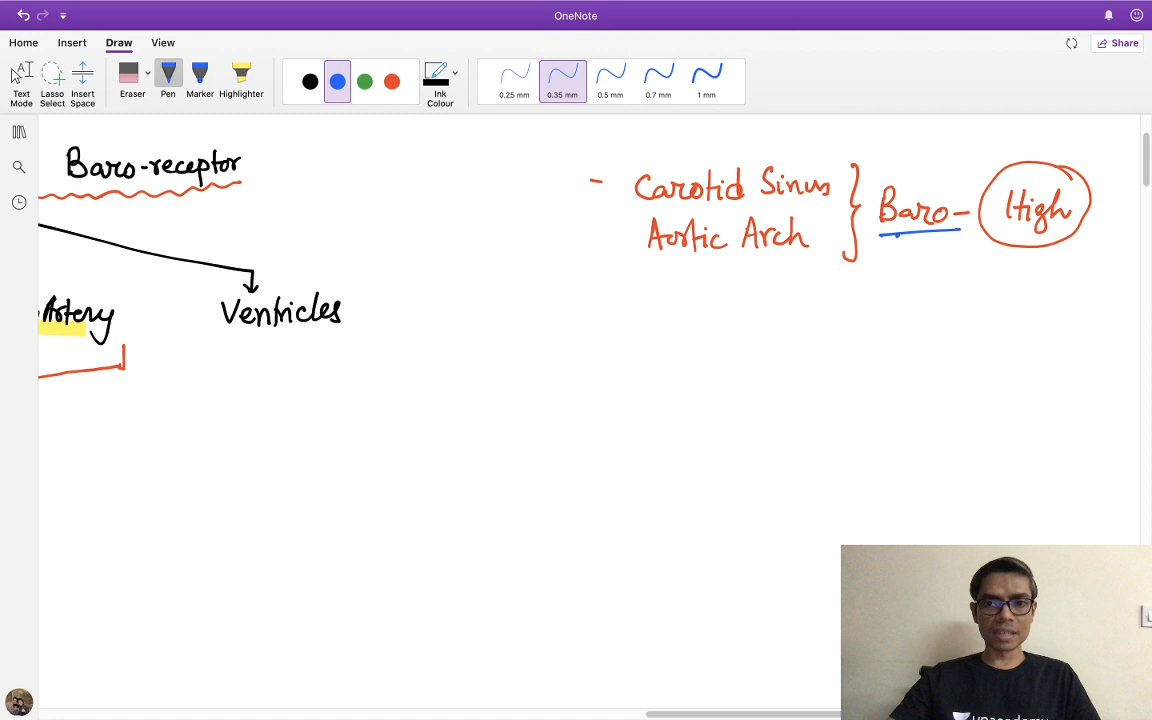 OneNote
Home Insert Draw View
Share
Text Mode
Lasso Select
Insert Space
Eraser
Pen
Marker
Highlighter
Ink Colour
0.25 mm
0.35 mm
0.5 mm
0.7 mm
1 mm
Baro-receptor
- Carotid Sinus
Aortic Arch
} Baro - High
Artery
Ventricles